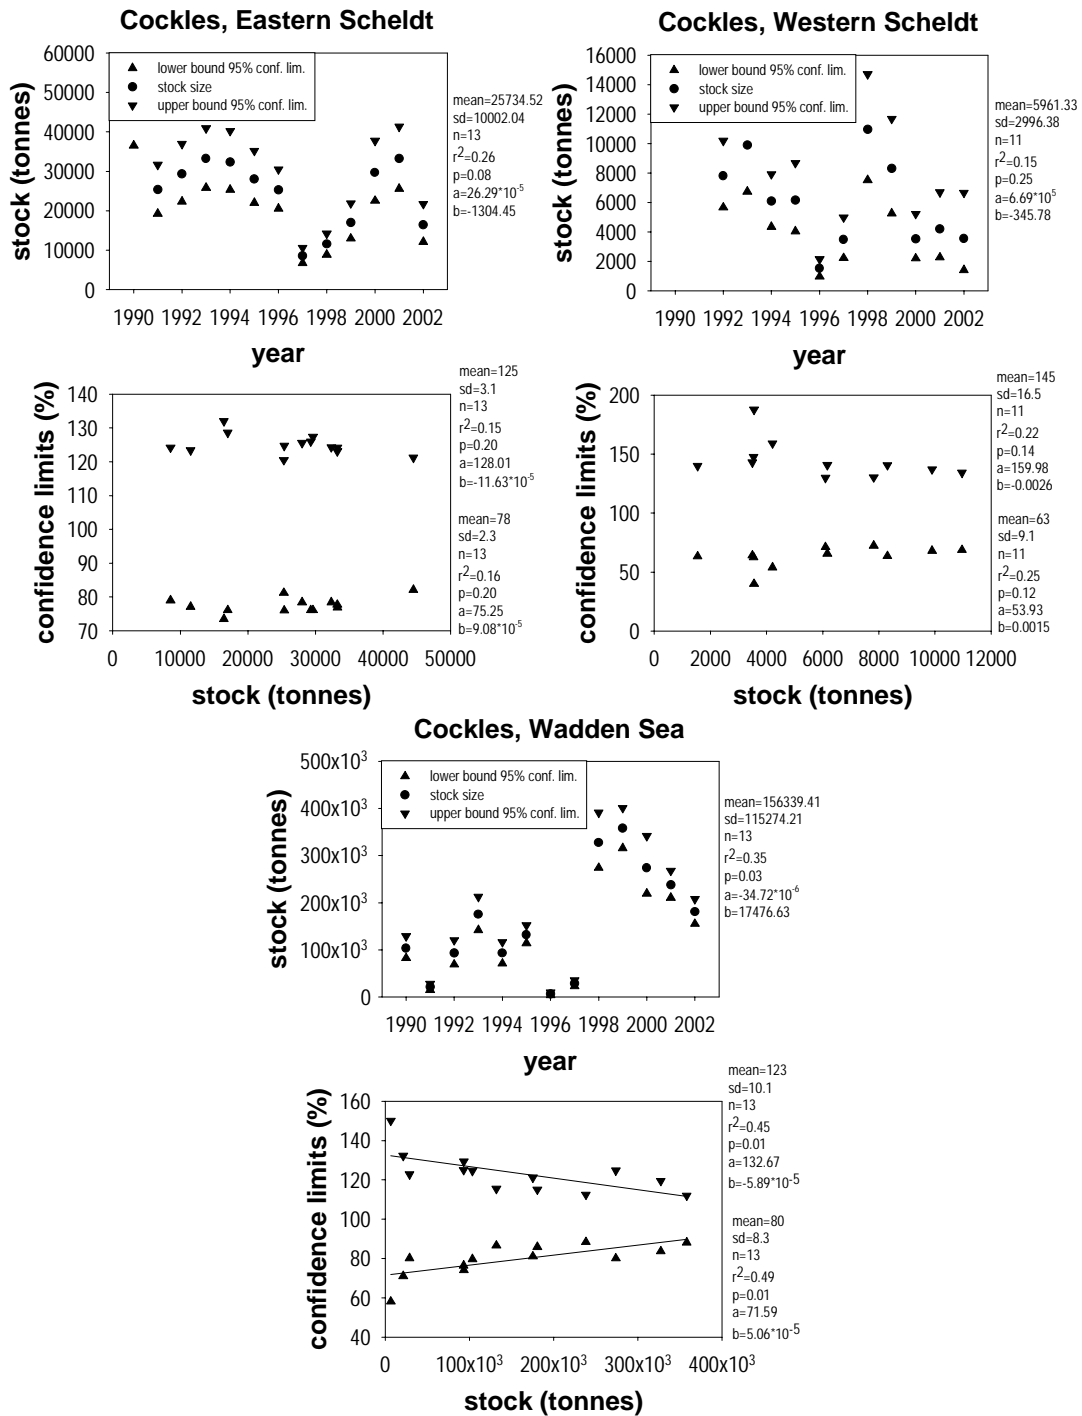 Cockles, Eastern Scheldt
stock (tonnes)
60000
50000
40000
30000
20000
10000
0
lower bound 95% conf. lim.
stock size
upper bound 95% conf. lim.
1990 1992 1994 1996 1998 2000 2002
year
mean=25734.52
sd=10002.04
n=13
r²=0.26
p=0.08
a=26.29*10⁻⁵
b=-1304.45
Cockles, Western Scheldt
stock (tonnes)
16000
14000
12000
10000
8000
6000
4000
2000
0
lower bound 95% conf. lim.
stock size
upper bound 95% conf. lim.
1990 1992 1994 1996 1998 2000 2002
year
mean=5961.33
sd=2996.38
n=11
r²=0.15
p=0.25
a=6.69*10⁵
b=-345.78
confidence limits (%)
140
130
120
110
100
90
80
70
0 10000 20000 30000 40000 50000
stock (tonnes)
mean=125
sd=3.1
n=13
r²=0.15
p=0.20
a=128.01
b=-11.63*10⁻⁵
mean=78
sd=2.3
n=13
r²=0.16
p=0.20
a=75.25
b=9.08*10⁻⁵
confidence limits (%)
200
150
100
50
0
0 2000 4000 6000 8000 10000 12000
stock (tonnes)
mean=145
sd=16.5
n=11
r²=0.22
p=0.14
a=159.98
b=-0.0026
mean=63
sd=9.1
n=11
r²=0.25
p=0.12
a=53.93
b=0.0015
Cockles, Wadden Sea
stock (tonnes)
500x10³
400x10³
300x10³
200x10³
100x10³
0
lower bound 95% conf. lim.
stock size
upper bound 95% conf. lim.
1990 1992 1994 1996 1998 2000 2002
year
mean=156339.41
sd=115274.21
n=13
r²=0.35
p=0.03
a=-34.72*10⁻⁶
b=17476.63
confidence limits (%)
160
140
120
100
80
60
40
0 100x10³ 200x10³ 300x10³ 400x10³
stock (tonnes)
mean=123
sd=10.1
n=13
r²=0.45
p=0.01
a=132.67
b=-5.89*10⁻⁵
mean=80
sd=8.3
n=13
r²=0.49
p=0.01
a=71.59
b=5.06*10⁻⁵